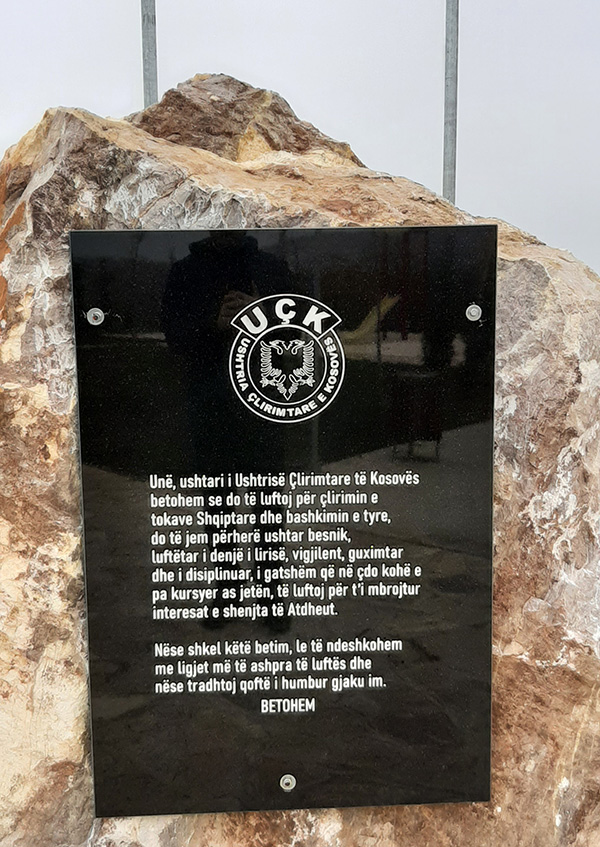 UÇK
USHTRIA ÇLIRIMTARE E KOSOVËS
Unë, ushtari i Ushtrisë Çlirimtare të Kosovës
betohem se do të luftoj për çlirimin e
tokave Shqiptare dhe bashkimin e tyre,
do të jem përherë ushtar besnik,
luftëtar i denjë i lirisë, vigjilent, guximtar
dhe i disiplinuar, i gatshëm që në çdo kohë e
pa kursyer as jetën, të luftoj për t'i mbrojtur
interesat e shenjta të Atdheut.
Nëse shkel këtë betim, le të ndeshkohem
me ligjet më të ashpra të luftës dhe
nëse tradhtoj qoftë i humbur gjaku im.
BETOHEM